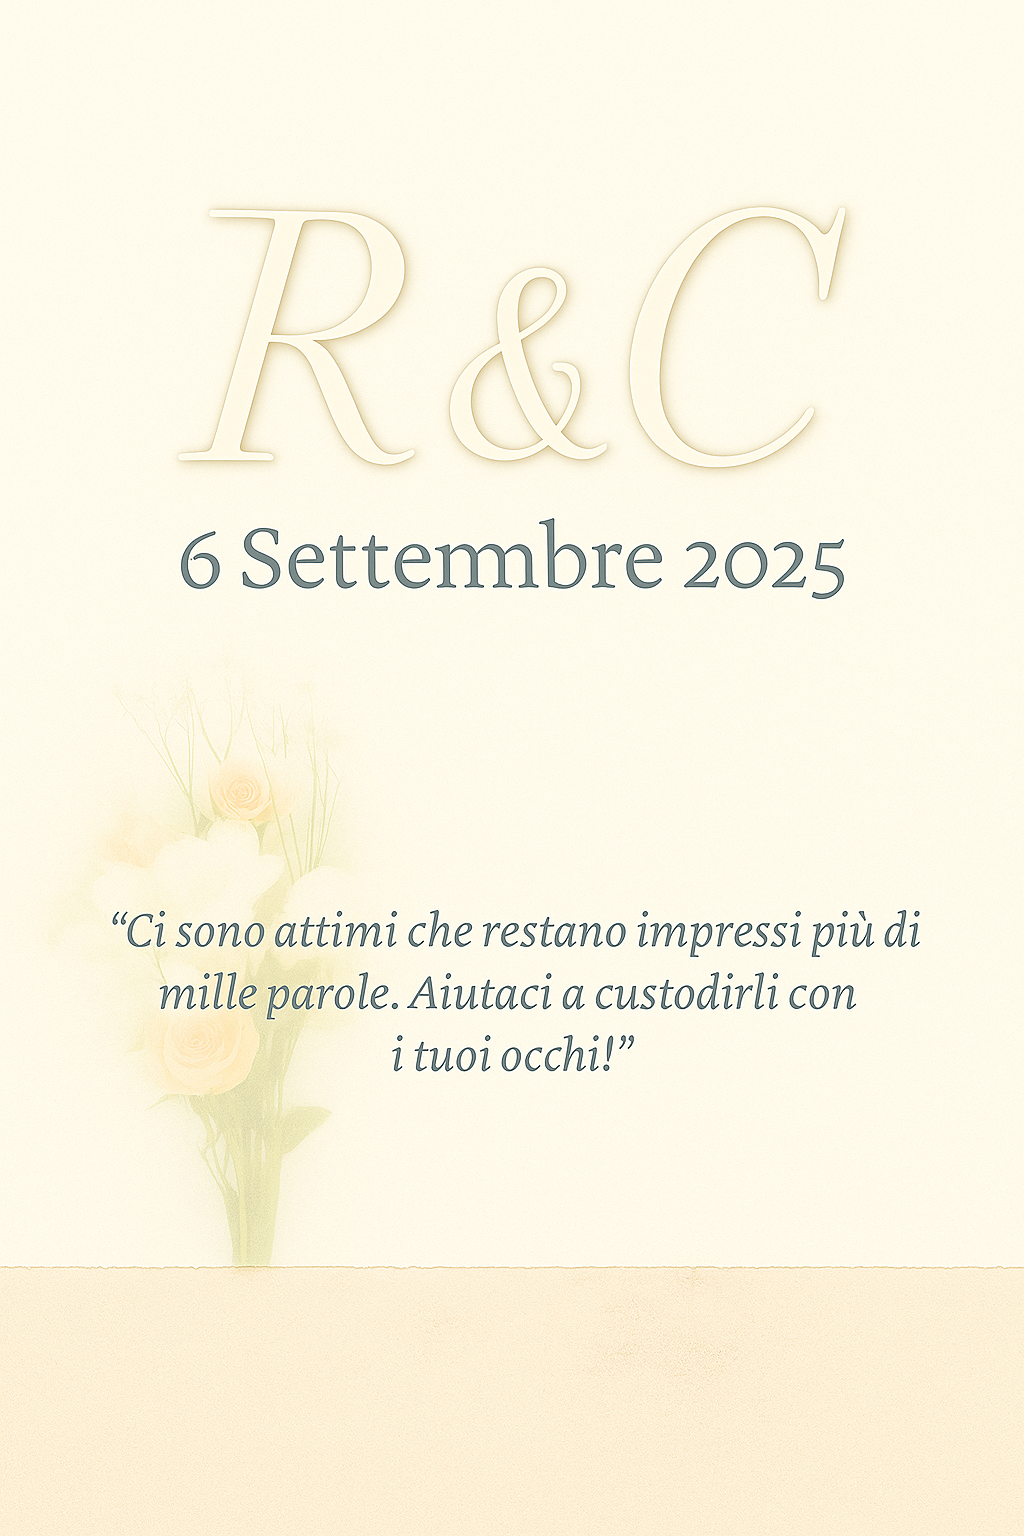 R & C
6 Settembre 2025
“Ci sono attimi che restano impressi più di
mille parole. Aiutaci a custodirli con
i tuoi occhi!”